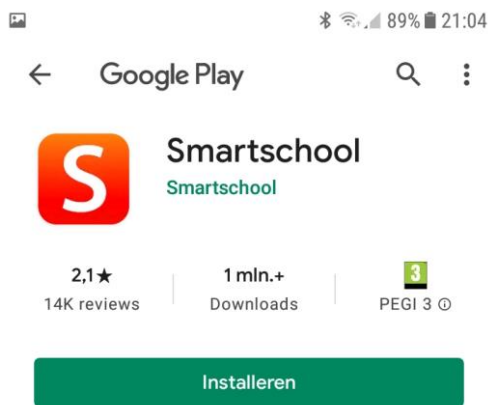 89% 21:04
Google Play
S
Smartschool
Smartschool
2,1★ 1 mln.+ 3
14K reviews Downloads PEGI 3
Installeren